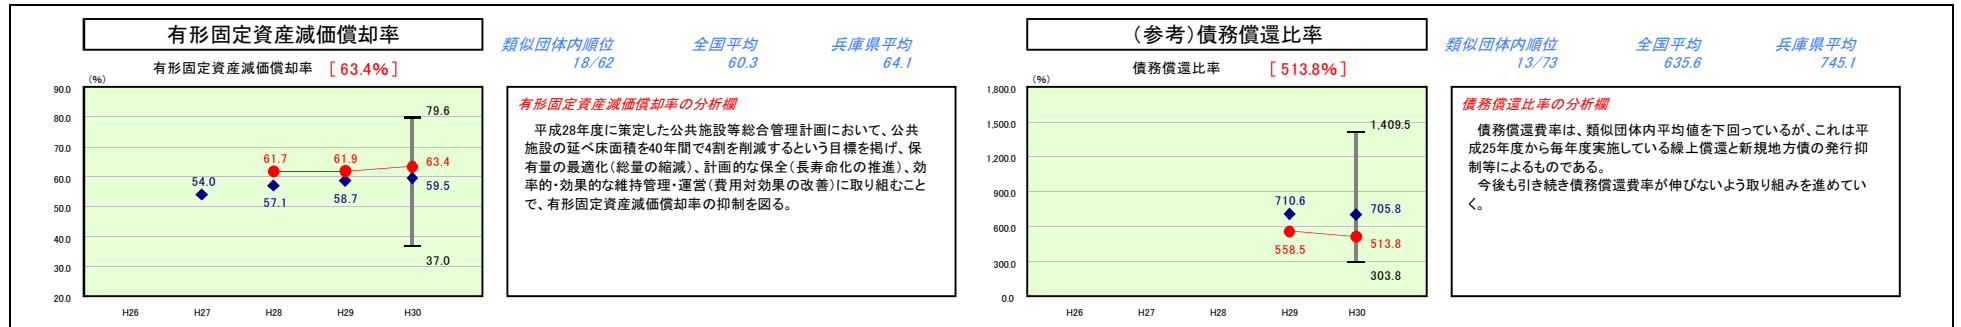 有形固定資産減価償却率
類似団体内順位 全国平均 兵庫県平均
18/62 60.3 64.1
有形固定資産減価償却率 [ 63.4% ]
(%)
90.0
80.0
70.0
60.0
50.0
40.0
30.0
20.0
79.6
61.7 61.9 63.4
54.0 57.1 58.7 59.5
37.0
H26 H27 H28 H29 H30
有形固定資産減価償却率の分析欄
平成28年度に策定した公共施設等総合管理計画において、公共
施設の延べ床面積を40年間で4割を削減するという目標を掲げ、保
有量の最適化(総量の縮減)、計画的な保全(長寿命化の推進)、効
率的・効果的な維持管理・運営(費用対効果の改善)に取り組むこと
で、有形固定資産減価償却率の抑制を図る。
(参考)債務償還比率
類似団体内順位 全国平均 兵庫県平均
13/73 635.6 745.1
債務償還比率 [ 513.8% ]
(%)
1,800.0
1,500.0
1,200.0
900.0
600.0
300.0
0.0
1,409.5
710.6 705.8
558.5 513.8
303.8
H26 H27 H28 H29 H30
債務償還比率の分析欄
債務償還費率は、類似団体内平均値を下回っているが、これは平
成25年度から毎年度実施している繰上償還と新規地方債の発行抑
制等によるものである。
今後も引き続き債務償還費率が伸びないよう取り組みを進めてい
く。